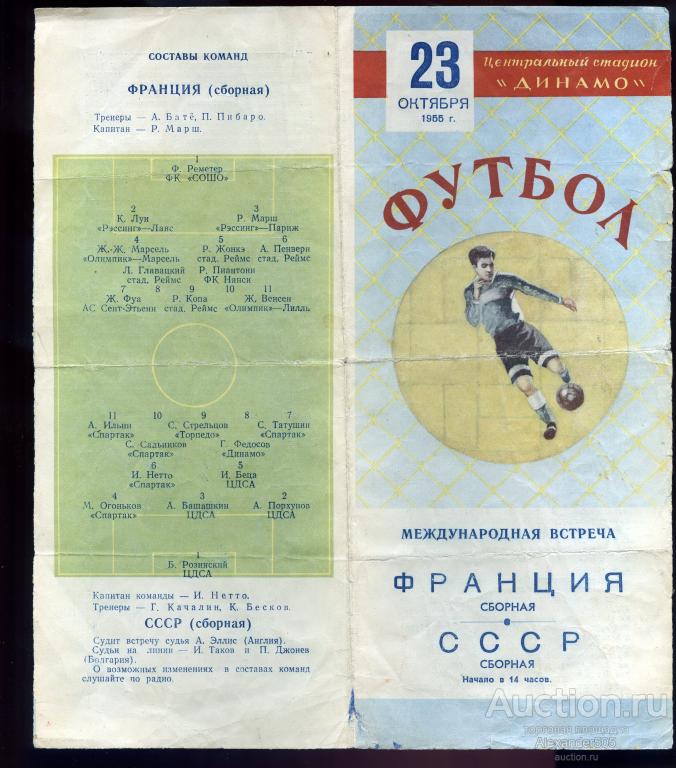 СОСТАВЫ КОМАНД
ФРАНЦИЯ (сборная)
Тренеры — А. Батё, П. Пибаро.
Капитан — Р. Марш.
1
Ф. Реметер
ФК «СОШО»
2 3
К. Луи Р. Марш
«Рэссинг»—Ланс «Рэссинг»—Париж
4 5 6
Ж.-Ж. Марсель Р. Жонкэ А. Пенверн
«Олимпик»—Марсель стад. Реймс стад. Реймс
Л. Главацкий Р. Пиантони
стад. Реймс ФК Нанси
7 8 9 10 11
Ж. Фуа Р. Копа Ж. Венсен
АС Сент-Этьенн стад. Реймс «Олимпик»—Лилль
11 10 9 8 7
А. Ильин С. Стрельцов С. Татушин
«Спартак» «Торпедо» «Спартак»
С. Сальников Г. Федосов
«Спартак» «Динамо»
6 5
И. Нетто И. Беца
«Спартак» ЦДСА
4 3 2
М. Огоньков А. Башашкин А. Порхунов
«Спартак» ЦДСА ЦДСА
1
Б. Розинский
ЦДСА
Капитан команды — И. Нетто.
Тренеры — Г. Качалин, К. Бесков.
СССР (сборная)
Судит встречу судья А. Эллис (Англия).
Судьи на линии — И. Таков и П. Джонев
(Болгария).
О возможных изменениях в составах команд
слушайте по радио.
23
ОКТЯБРЯ
1955 г.
Центральный стадион
«ДИНАМО»
ФУТБОЛ
МЕЖДУНАРОДНАЯ ВСТРЕЧА
ФРАНЦИЯ
СБОРНАЯ
СССР
СБОРНАЯ
Начало в 14 часов.
Auction.ru
торговая площадка
Alexander505
auction.ru